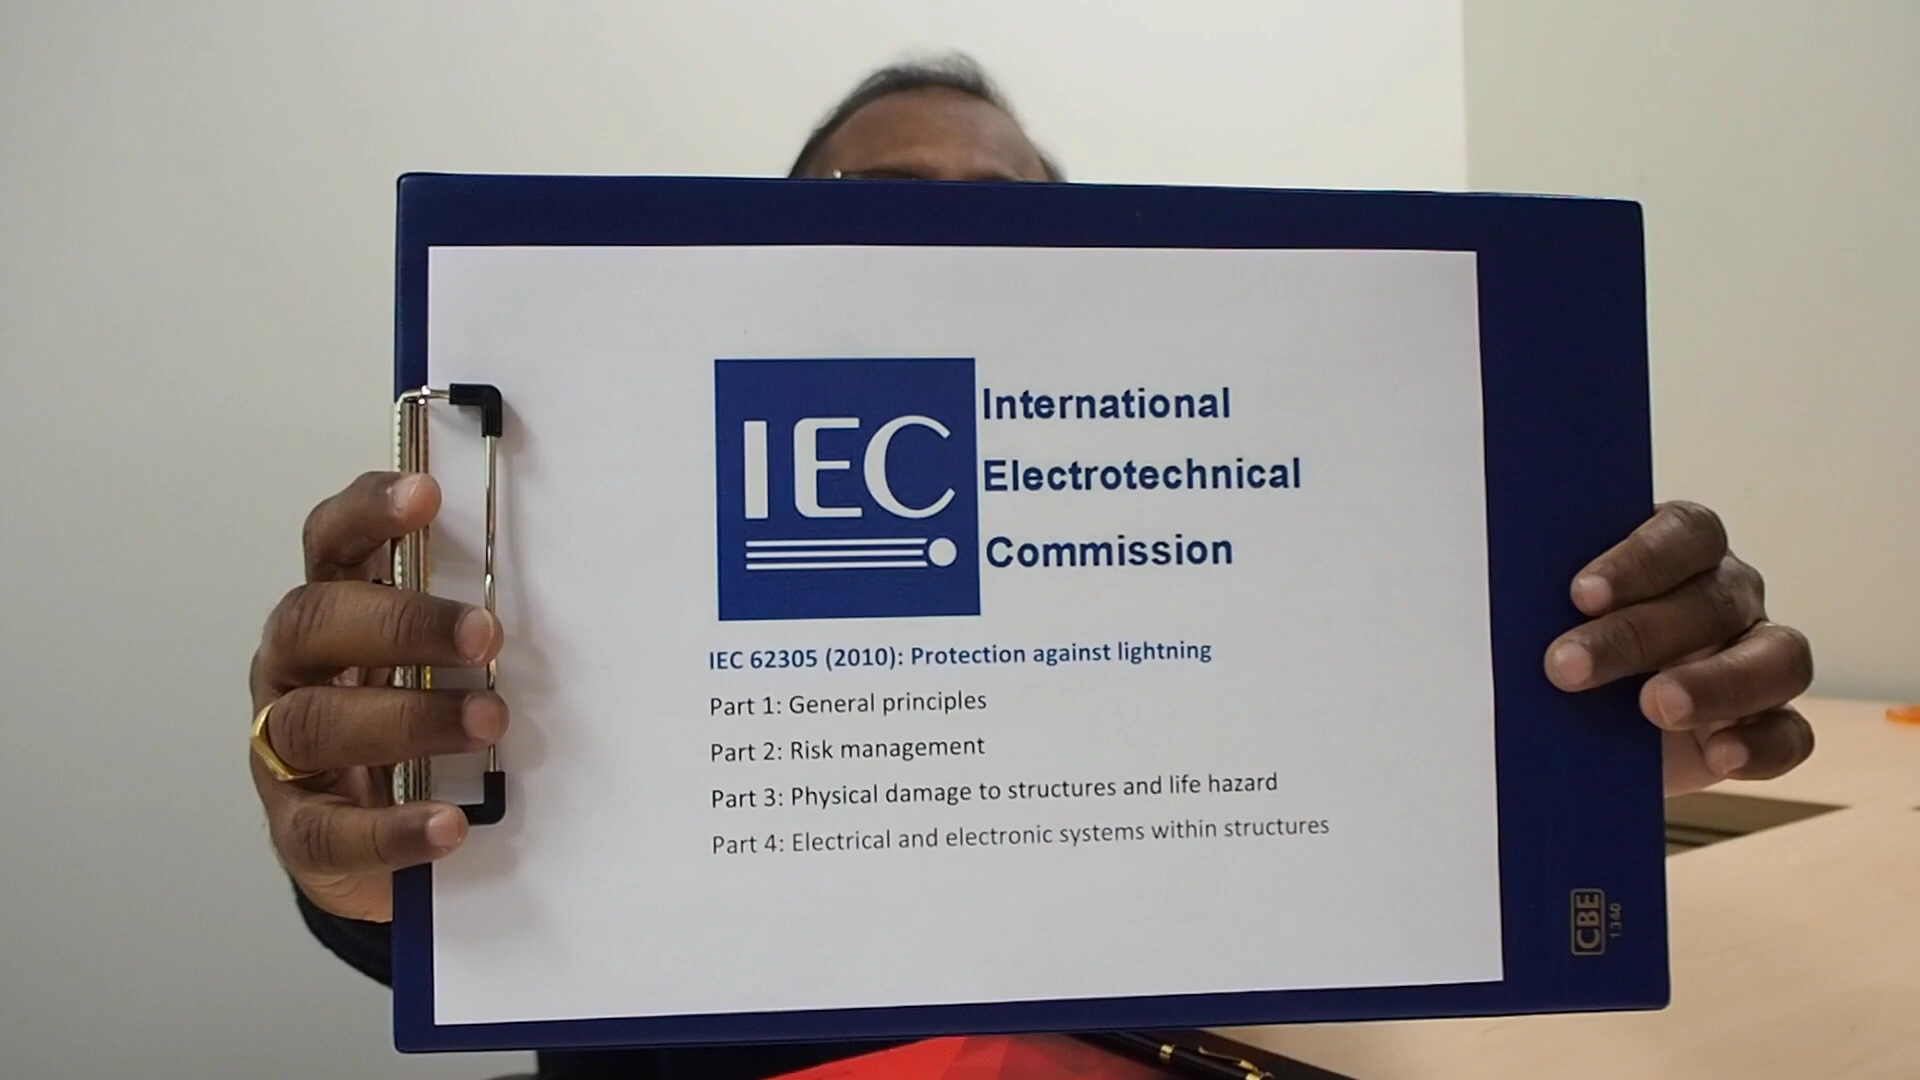 IEC
International
Electrotechnical
Commission
IEC 62305 (2010): Protection against lightning
Part 1: General principles
Part 2: Risk management
Part 3: Physical damage to structures and life hazard
Part 4: Electrical and electronic systems within structures
CBE
1340